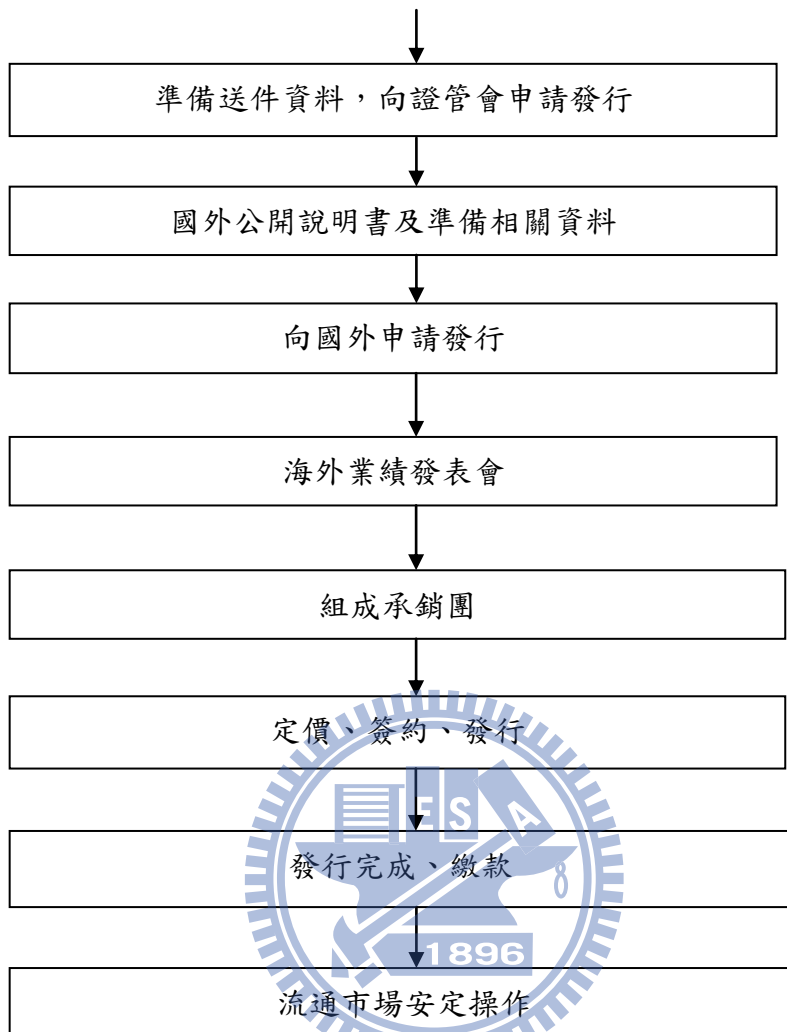 準備送件資料，向證管會申請發行
國外公開說明書及準備相關資料
向國外申請發行
海外業績發表會
組成承銷團
定價、簽約、發行
E S A
發行完成、繳款
1896
流通市場安定操作